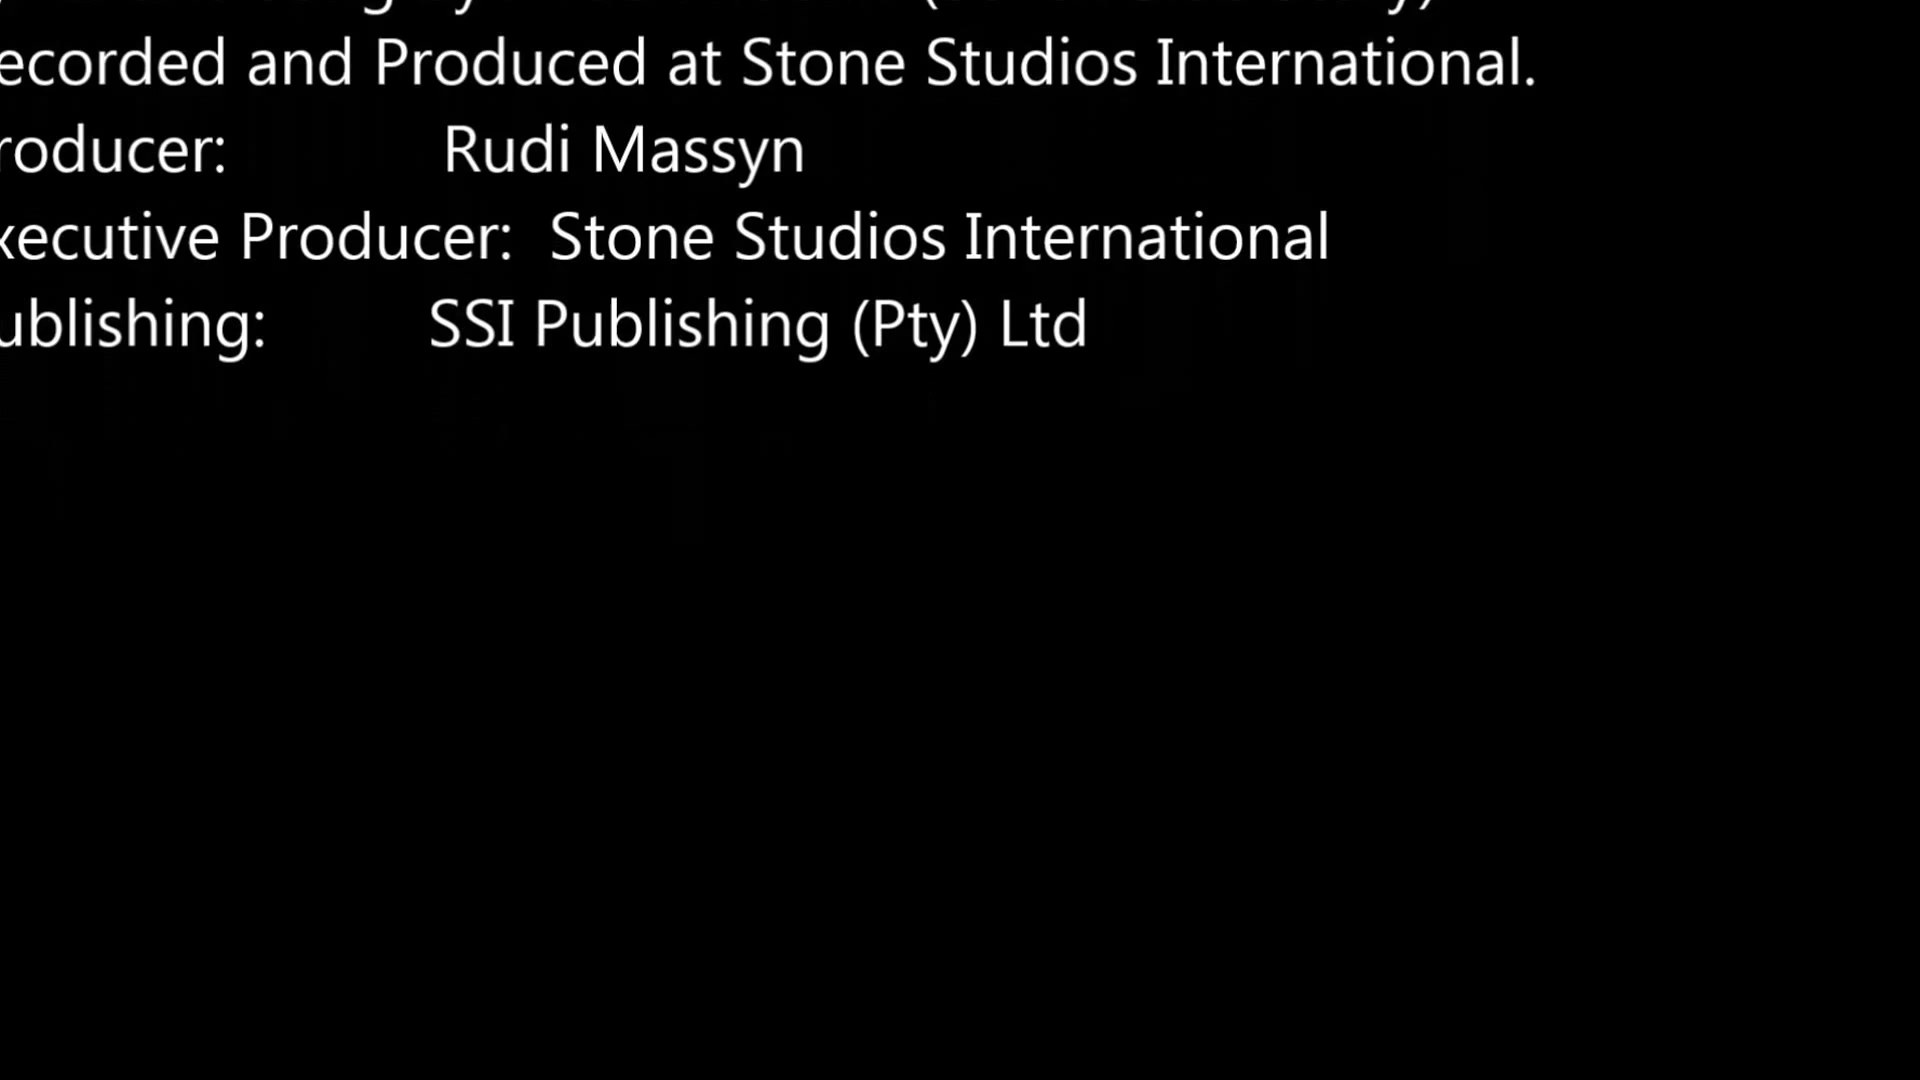 ecorded and Produced at Stone Studios International.
roducer: Rudi Massyn
xecutive Producer: Stone Studios International
ublishing: SSI Publishing (Pty) Ltd